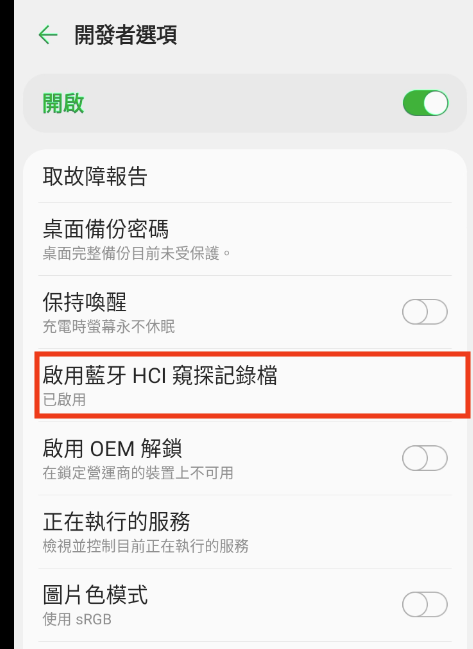 開發者選項
開啟
取故障報告
桌面備份密碼
桌面完整備份目前未受保護。
保持喚醒
充電時螢幕永不休眠
啟用藍牙 HCI 窺探記錄檔
已啟用
啟用 OEM 解鎖
在鎖定營運商的裝置上不可用
正在執行的服務
檢視並控制目前正在執行的服務
圖片色模式
使用 sRGB